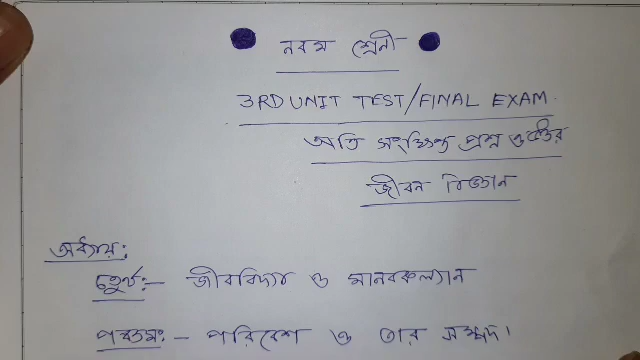 নবম শ্রেনী
3RD UNIT TEST/FINAL EXAM.
অতি সংক্ষিপ্ত প্রশ্ন ও উত্তর
জীবন বিজ্ঞান
অধ্যায়:
চতুর্থ:- জীববিদ্যা ও মানবকল্যান
পঞ্চম:- পরিবেশ ও তার সম্পদ।